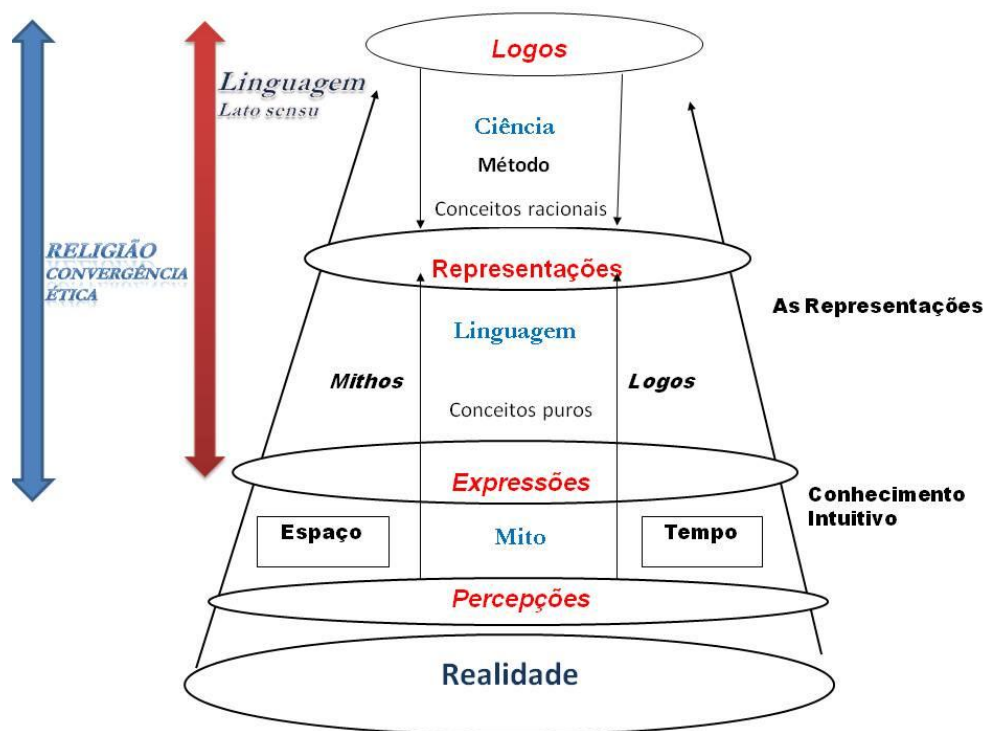 Logos
Linguagem
Lato sensu
Ciência
Método
Conceitos racionais
RELIGIÃO
CONVERGÊNCIA
ÉTICA
Representações
As Representações
Linguagem
Mithos
Logos
Conceitos puros
Expressões
Conhecimento
Intuitivo
Espaço
Mito
Tempo
Percepções
Realidade